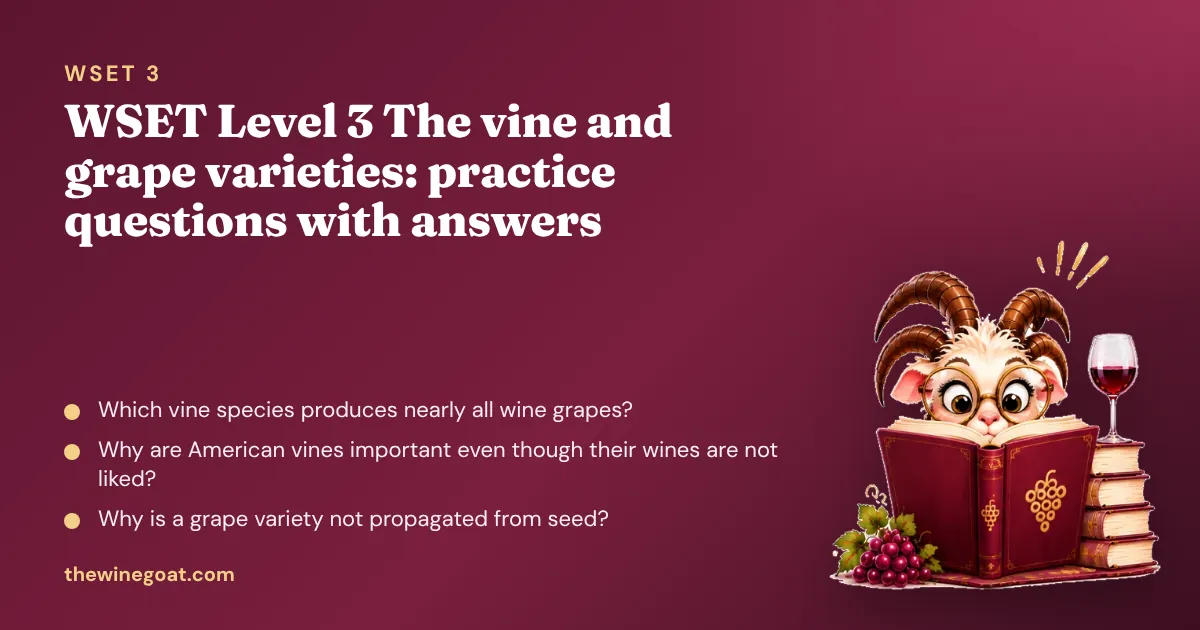 WSET 3
WSET Level 3 The vine and
grape varieties: practice
questions with answers
Which vine species produces nearly all wine grapes?
Why are American vines important even though their wines are not
liked?
Why is a grape variety not propagated from seed?
thewinegoat.com